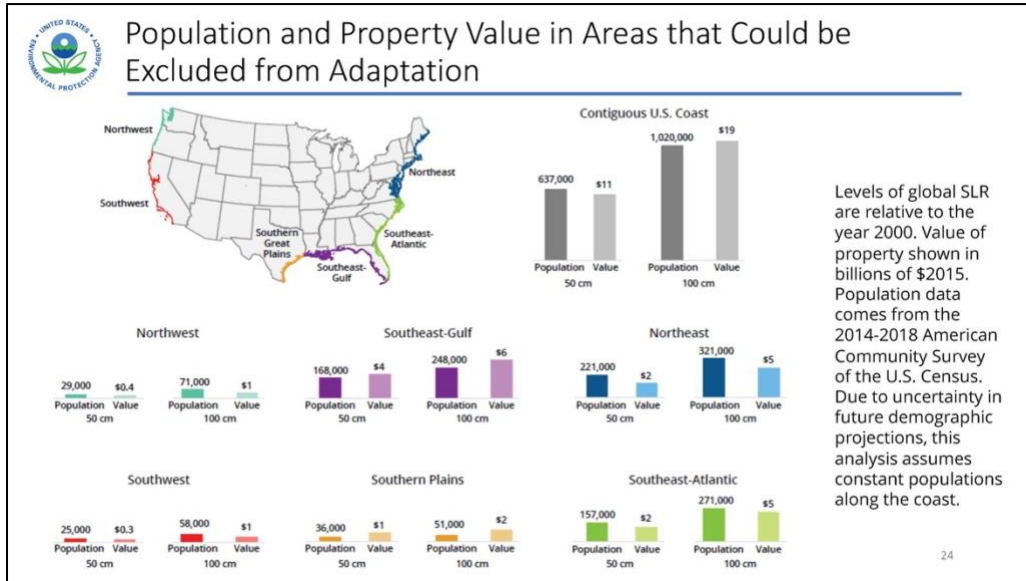 UNITED STATES
ENVIRONMENTAL PROTECTION AGENCY
Population and Property Value in Areas that Could be
Excluded from Adaptation
Northwest
Southwest
Southern
Great
Plains
Southeast-
Gulf
Southeast-
Atlantic
Northeast
Contiguous U.S. Coast
637,000 $11 1,020,000 $19
Population Value Population Value
50 cm 100 cm
Levels of global SLR
are relative to the
year 2000. Value of
property shown in
billions of $2015.
Population data
comes from the
2014-2018 American
Community Survey
of the U.S. Census.
Due to uncertainty in
future demographic
projections, this
analysis assumes
constant populations
along the coast.
Northwest
29,000 $0.4 71,000 $1
Population Value Population Value
50 cm 100 cm
Southeast-Gulf
168,000 $4 248,000 $6
Population Value Population Value
50 cm 100 cm
Northeast
221,000 $2 321,000 $5
Population Value Population Value
50 cm 100 cm
Southwest
25,000 $0.3 58,000 $1
Population Value Population Value
50 cm 100 cm
Southern Plains
36,000 $1 51,000 $2
Population Value Population Value
50 cm 100 cm
Southeast-Atlantic
157,000 $2 271,000 $5
Population Value Population Value
50 cm 100 cm
24